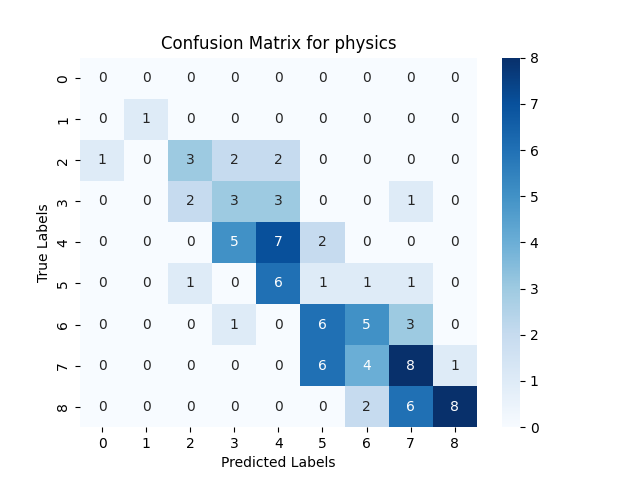 Confusion Matrix for physics
True Labels
0 0 0 0 0 0 0 0 0 0
1 0 1 0 0 0 0 0 0 0
2 1 0 3 2 2 0 0 0 0
3 0 0 2 3 3 0 0 1 0
4 0 0 0 5 7 2 0 0 0
5 0 0 1 0 6 1 1 1 0
6 0 0 0 1 0 6 5 3 0
7 0 0 0 0 0 6 4 8 1
8 0 0 0 0 0 0 2 6 8
0 1 2 3 4 5 6 7 8
Predicted Labels
8
7
6
5
4
3
2
1
0